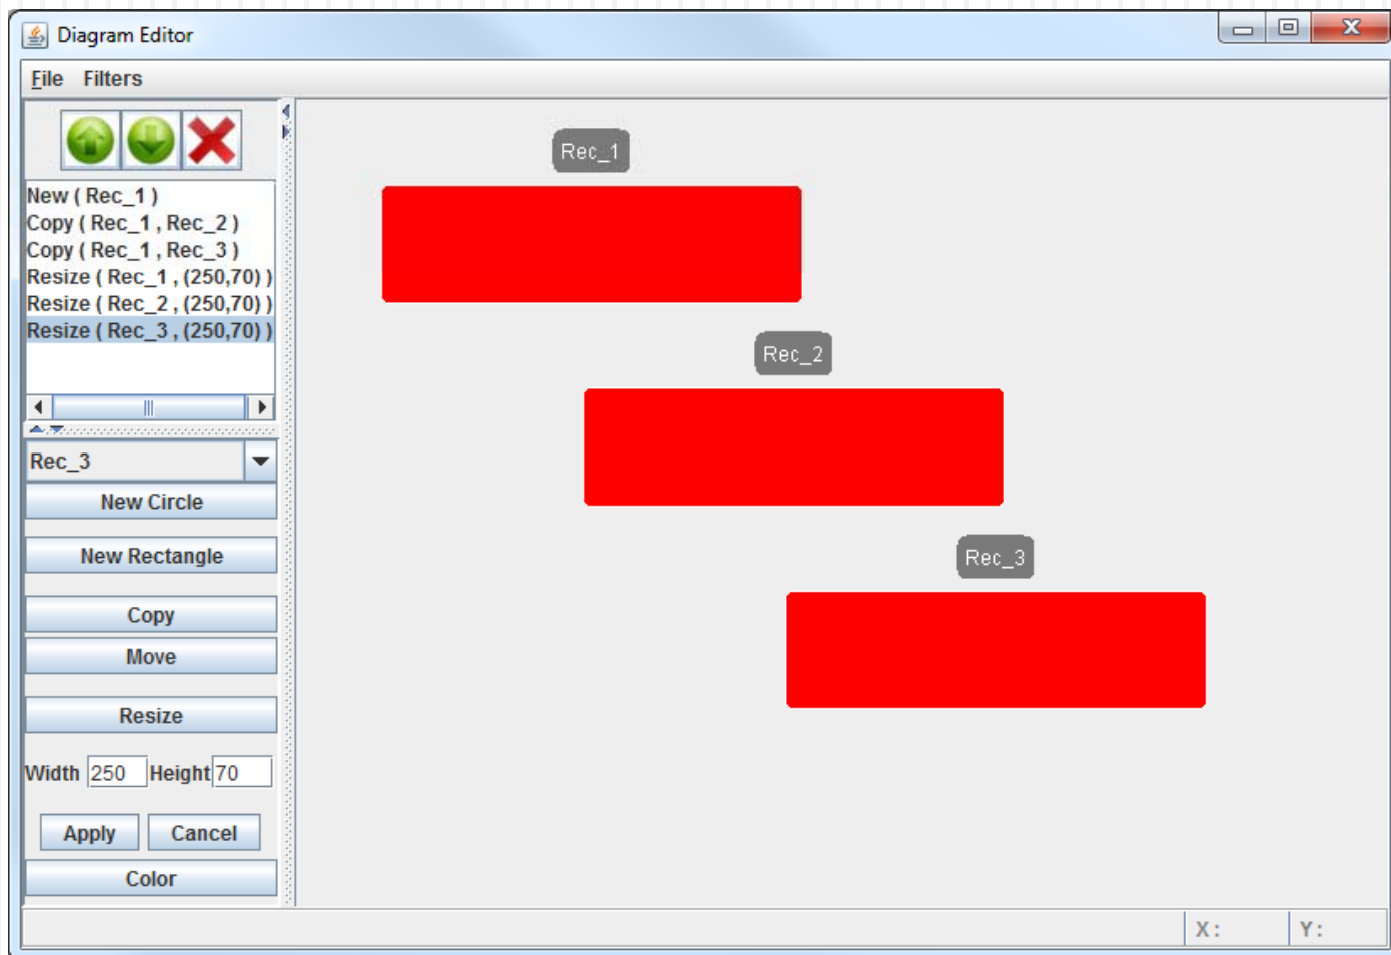 Diagram Editor
File Filters
New ( Rec_1 )
Copy ( Rec_1 , Rec_2 )
Copy ( Rec_1 , Rec_3 )
Resize ( Rec_1 , (250,70) )
Resize ( Rec_2 , (250,70) )
Resize ( Rec_3 , (250,70) )
Rec_3
New Circle
New Rectangle
Copy
Move
Resize
Width 250 Height 70
Apply Cancel
Color
Rec_1
Rec_2
Rec_3
X : Y :